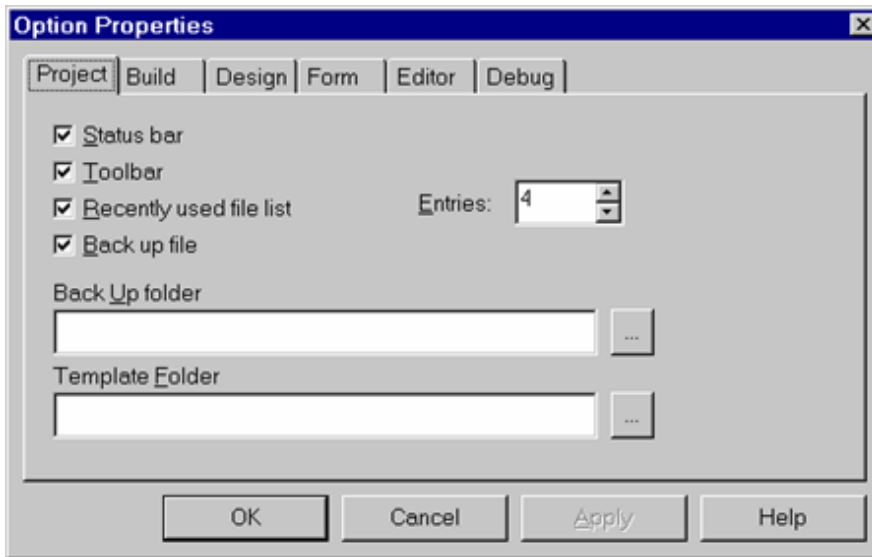 Option Properties
Project Build Design Form Editor Debug
Status bar
Toolbar
Recently used file list Entries: 4
Back up file
Back Up folder
...
Template Folder
...
OK Cancel Apply Help